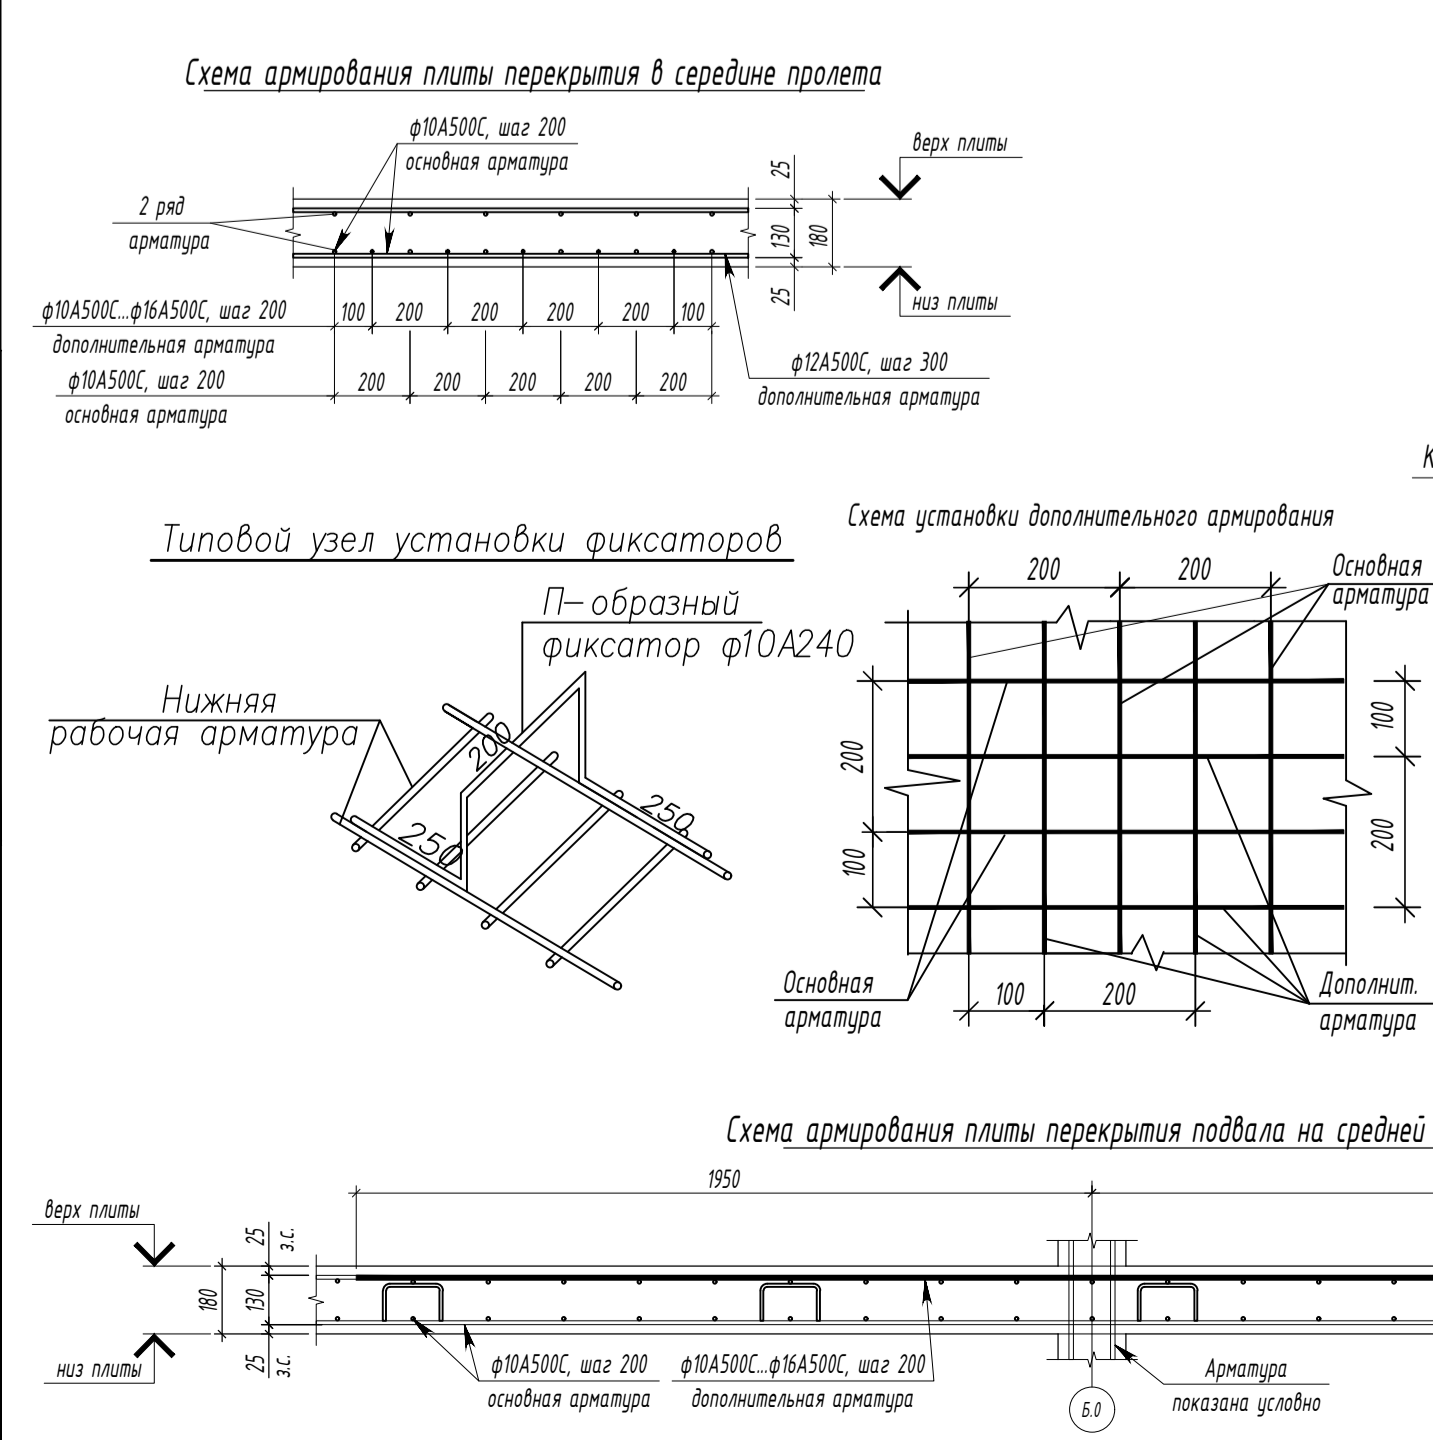 Схема армирования плиты перекрытия в середине пролета
ф10А500С, шаг 200
основная арматура
2 ряд
арматура
25
130
180
25
верх плиты
низ плиты
ф10А500С...ф16А500С, шаг 200
дополнительная арматура
100
200
200
200
200
100
ф10А500С, шаг 200
основная арматура
200
200
200
200
200
ф12А500С, шаг 300
дополнительная арматура
К
Типовой узел установки фиксаторов
П-образный
фиксатор ф10А240
Нижняя
рабочая арматура
200
250
250
Схема установки дополнительного армирования
200
200
Основная
арматура
200
100
100
200
Основная
арматура
100
200
Дополнит.
арматура
Схема армирования плиты перекрытия подвала на средней
1950
верх плиты
25
з.с.
180
130
25
з.с.
низ плиты
ф10А500С, шаг 200
основная арматура
ф10А500С...ф16А500С, шаг 200
дополнительная арматура
Б.0
Арматура
показана условно